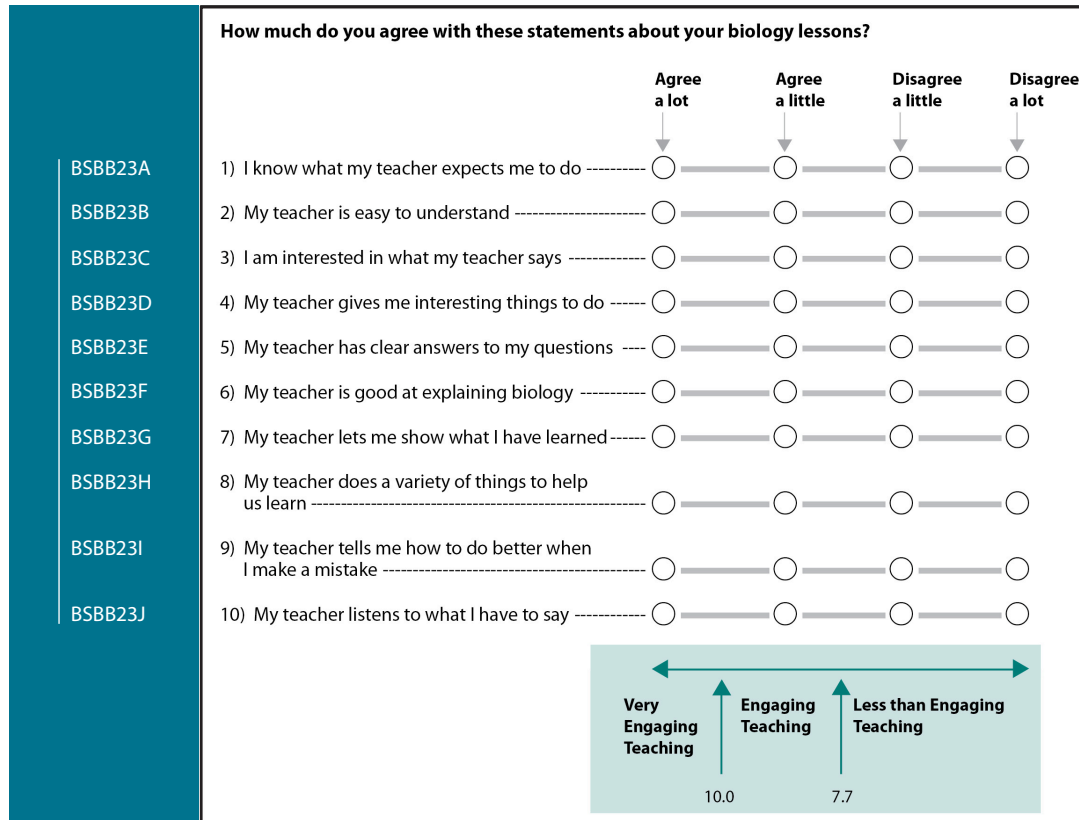 How much do you agree with these statements about your biology lessons?
Agree a lot
Agree a little
Disagree a little
Disagree a lot
BSBB23A 1) I know what my teacher expects me to do
BSBB23B 2) My teacher is easy to understand
BSBB23C 3) I am interested in what my teacher says
BSBB23D 4) My teacher gives me interesting things to do
BSBB23E 5) My teacher has clear answers to my questions
BSBB23F 6) My teacher is good at explaining biology
BSBB23G 7) My teacher lets me show what I have learned
BSBB23H 8) My teacher does a variety of things to help
us learn
BSBB23I 9) My teacher tells me how to do better when
I make a mistake
BSBB23J 10) My teacher listens to what I have to say
Very
Engaging
Teaching
Engaging
Teaching
Less than Engaging
Teaching
10.0
7.7